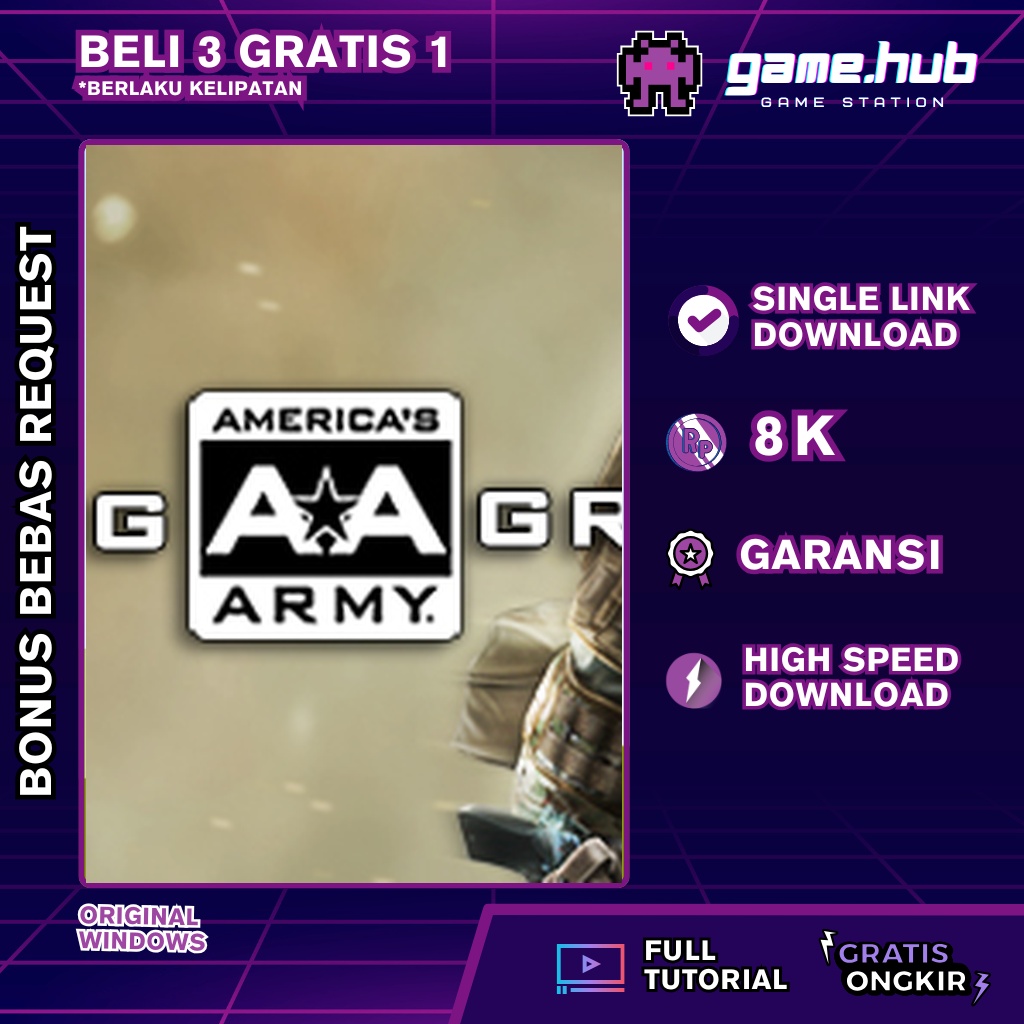 BELI 3 GRATIS 1
*BERLAKU KELIPATAN
game.hub
GAME STATION
BONUS BEBAS REQUEST
AMERICA'S
AA
ARMY.
G
G R
SINGLE LINK
DOWNLOAD
Rp
8K
GARANSI
HIGH SPEED
DOWNLOAD
ORIGINAL
WINDOWS
FULL
TUTORIAL
GRATIS
ONGKIR